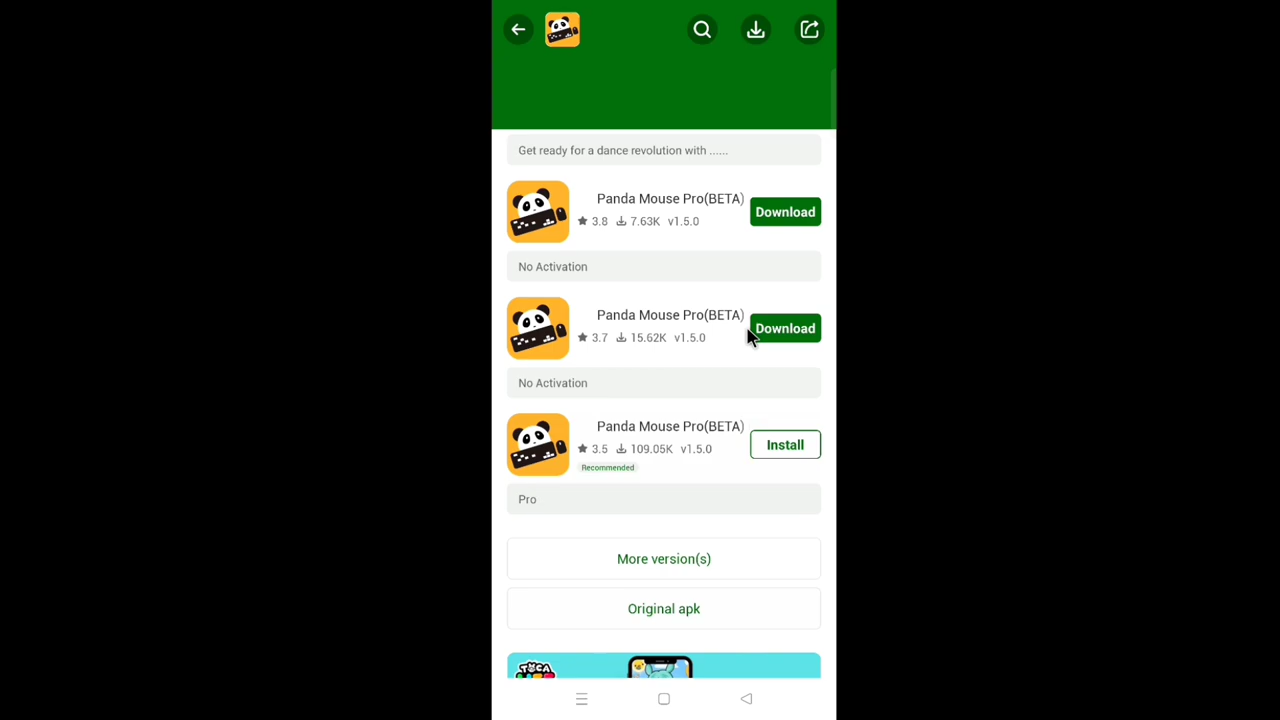 Get ready for a dance revolution with ......
Panda Mouse Pro(BETA)
3.8 7.63K v1.5.0
Download
No Activation
Panda Mouse Pro(BETA)
3.7 15.62K v1.5.0
Download
No Activation
Panda Mouse Pro(BETA)
3.5 109.05K v1.5.0
Recommended
Install
Pro
More version(s)
Original apk
TOCA